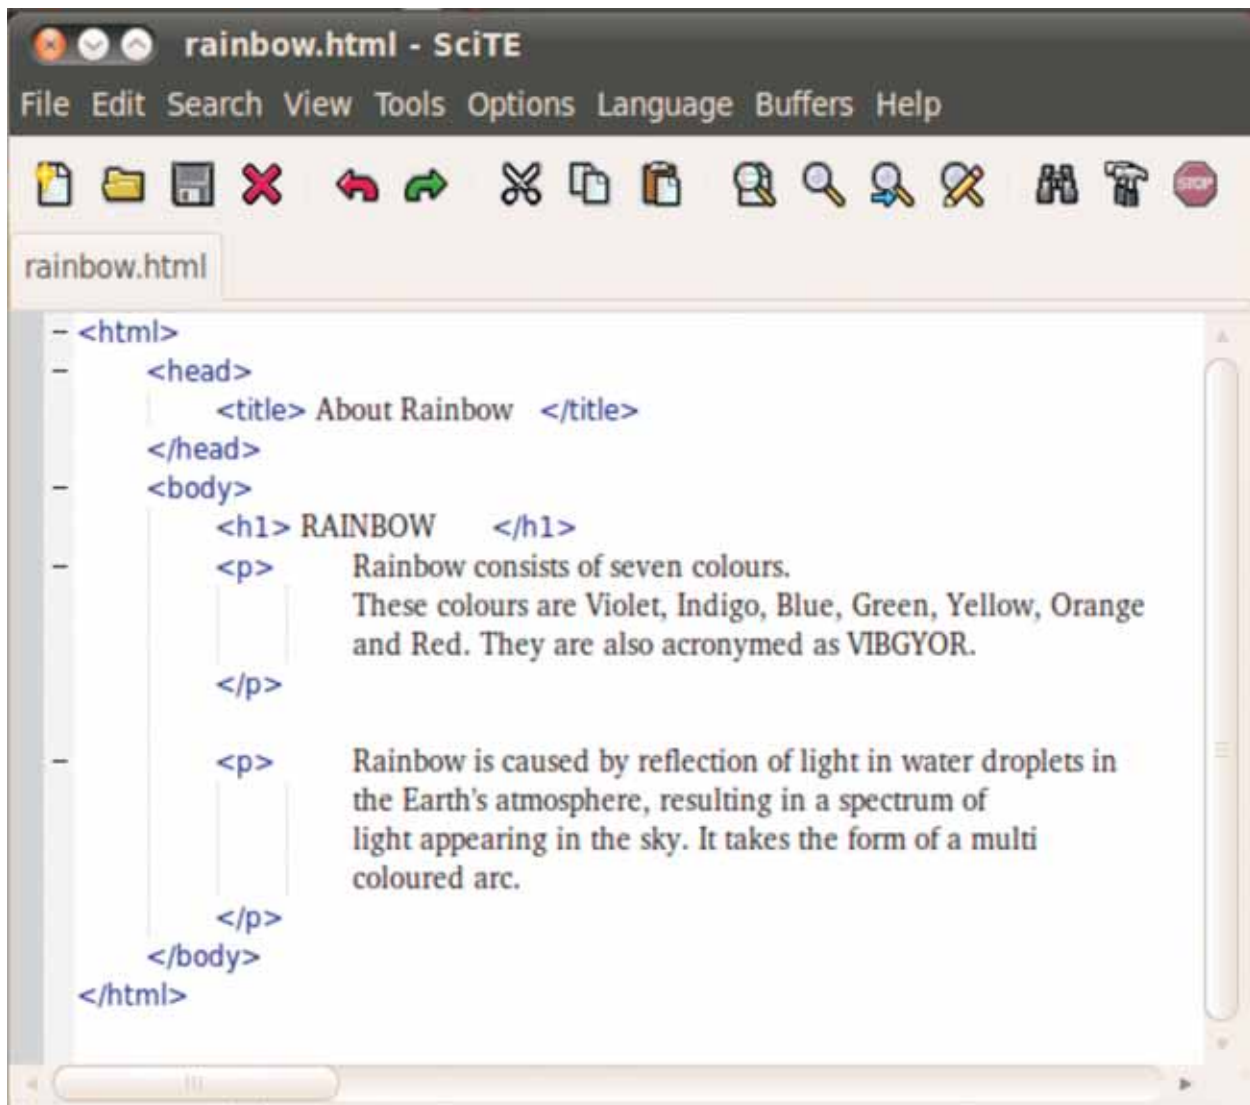 rainbow.html - SciTE
File Edit Search View Tools Options Language Buffers Help
STOP
rainbow.html
<html>
<head>
<title> About Rainbow </title>
</head>
<body>
<h1> RAINBOW </h1>
<p> Rainbow consists of seven colours.
These colours are Violet, Indigo, Blue, Green, Yellow, Orange
and Red. They are also acronymed as VIBGYOR.
</p>
<p> Rainbow is caused by reflection of light in water droplets in
the Earth's atmosphere, resulting in a spectrum of
light appearing in the sky. It takes the form of a multi
coloured arc.
</p>
</body>
</html>